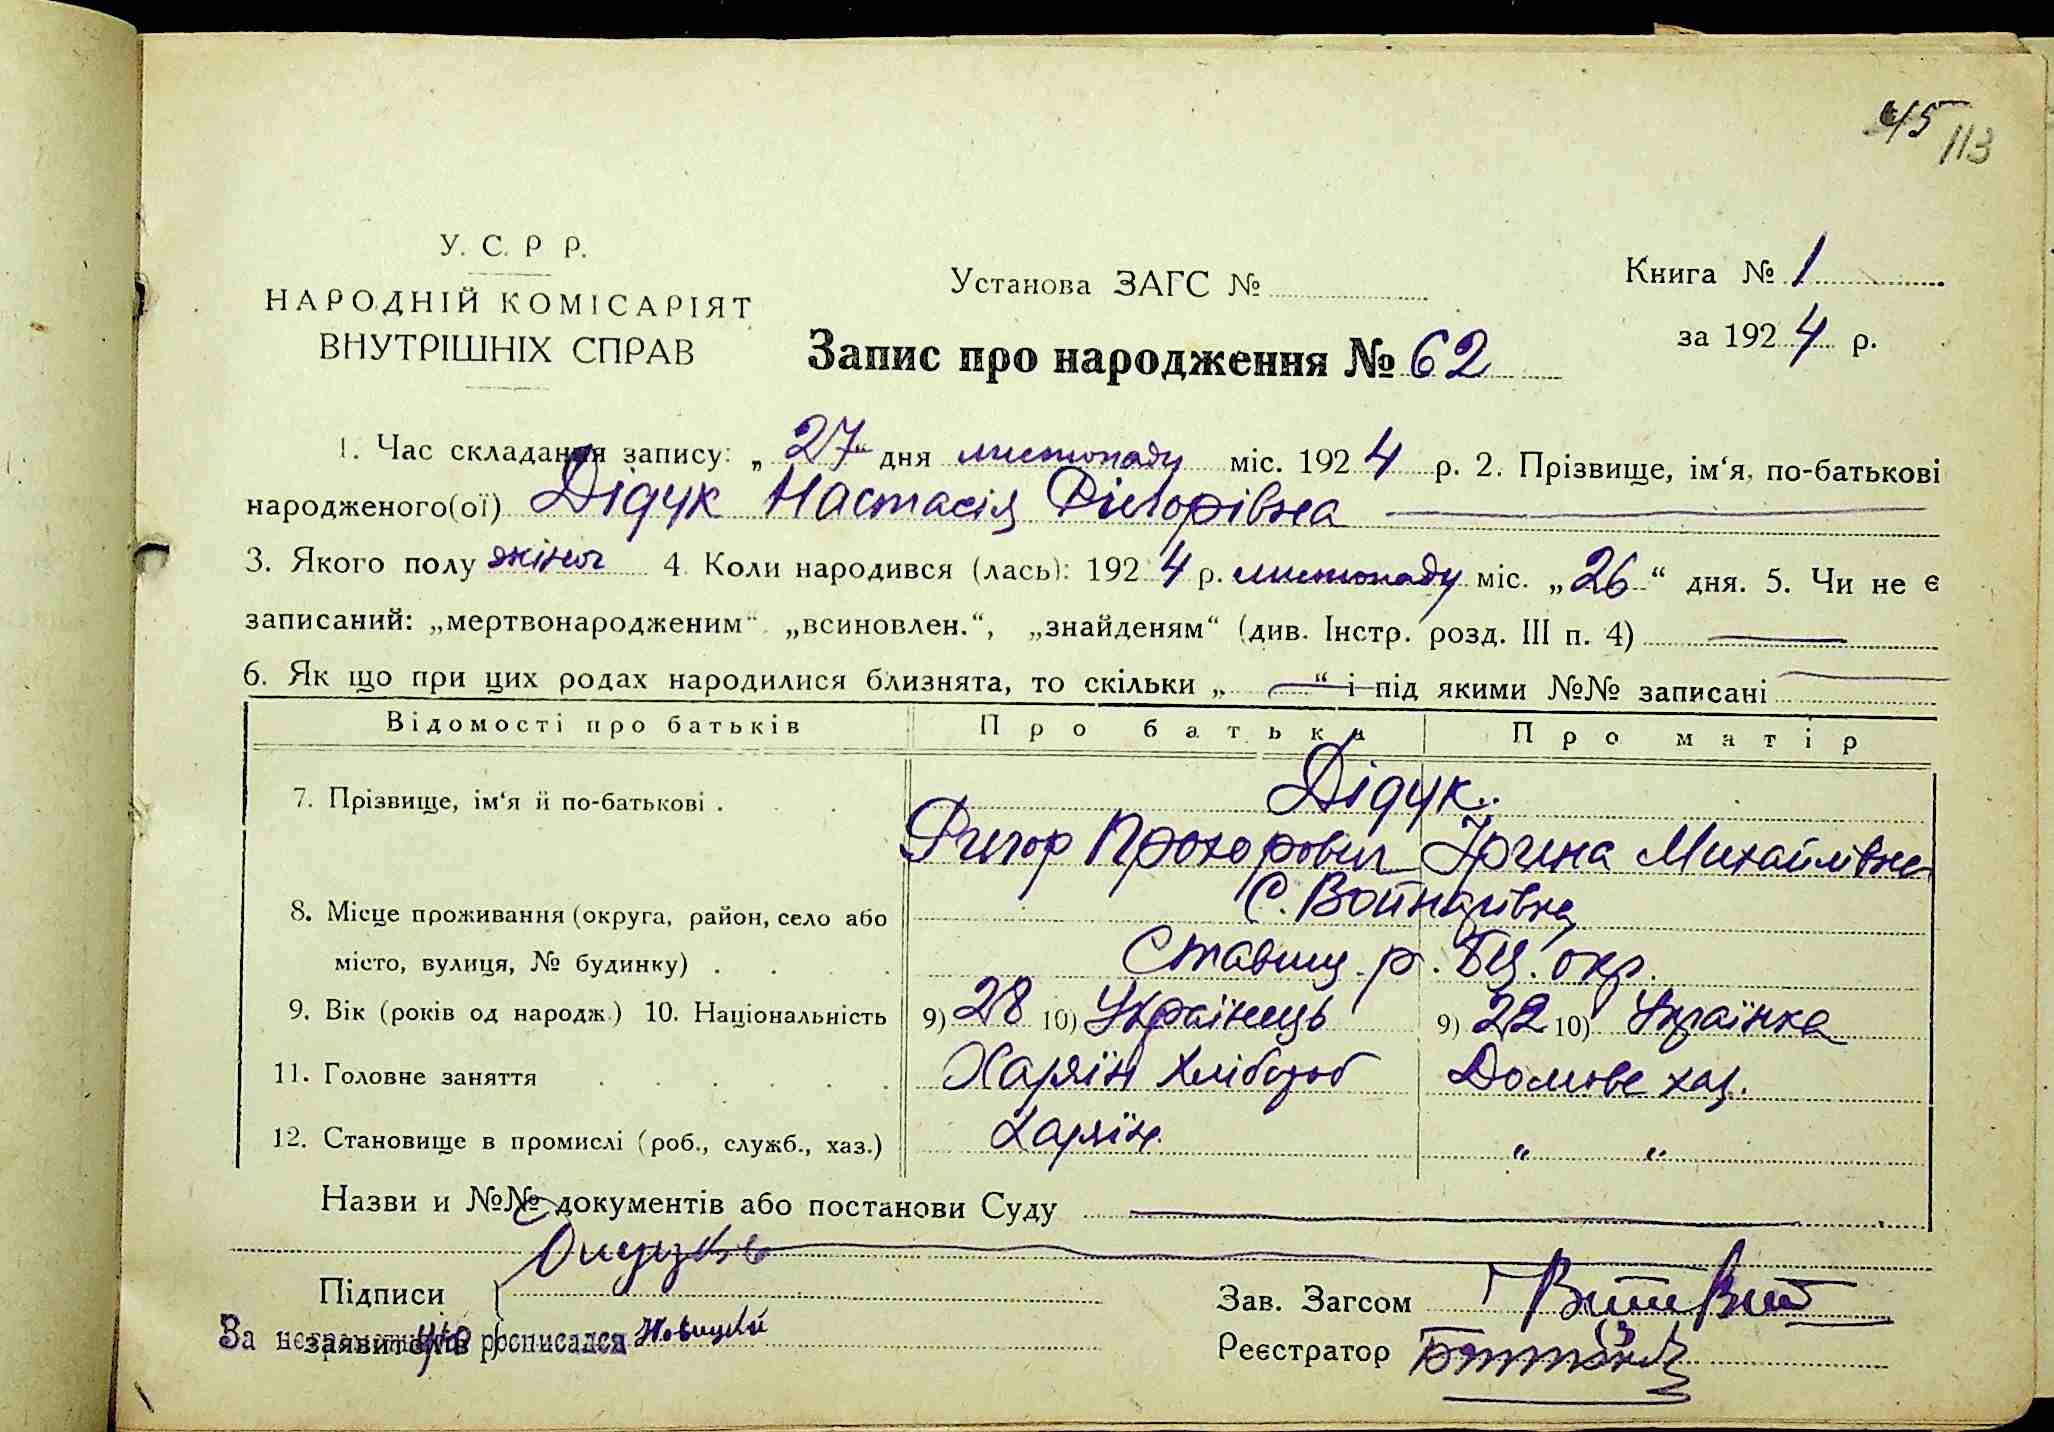 45
113
У. С. Р Р.
НАРОДНІЙ КОМІСАРІЯТ
ВНУТРІШНІХ СПРАВ
Установа ЗАГС №
Книга № 1
за 1924 р.
Запис про народження № 62
1. Час складання запису: „27“ дня листопаду міс. 1924 р. 2. Прізвище, ім‘я, по-батькові
народженого(ої) Дідук Настасія Григорівна
3. Якого полу жіноч 4. Коли народився (лась): 1924 р. листопаду міс. „26“ дня. 5. Чи не є
записаний: „мертвонародженим“ „всиновлен.“, „знайденям“ (див. Інстр. розд. III п. 4)
6. Як що при цих родах народилися близнята, то скільки „ “ і під якими №№ записані
Відомості про батьків Про батька Про матір
7. Прізвище, ім‘я й по-батькові . Дідук.
Григор Прохорович Ірина Михайлівна
8. Місце проживання (округа, район, село або С. Войнашівка
місто, вулиця, № будинку) . Ставищ. р. БЦ. окр.
9. Вік (років од народж.) 10. Національність 9) 28 10) Українець 9) 22 10) Українка
11. Головне заняття Хазяїн Хлібороб Домове хаз.
12. Становище в промислі (роб., служб., хаз.) Хазяїн " "
Назви и №№ документів або постанови Суду
Підписи
заявителів
За неграмотного росписался Новицкий
Зав. Загсом
Реєстратор